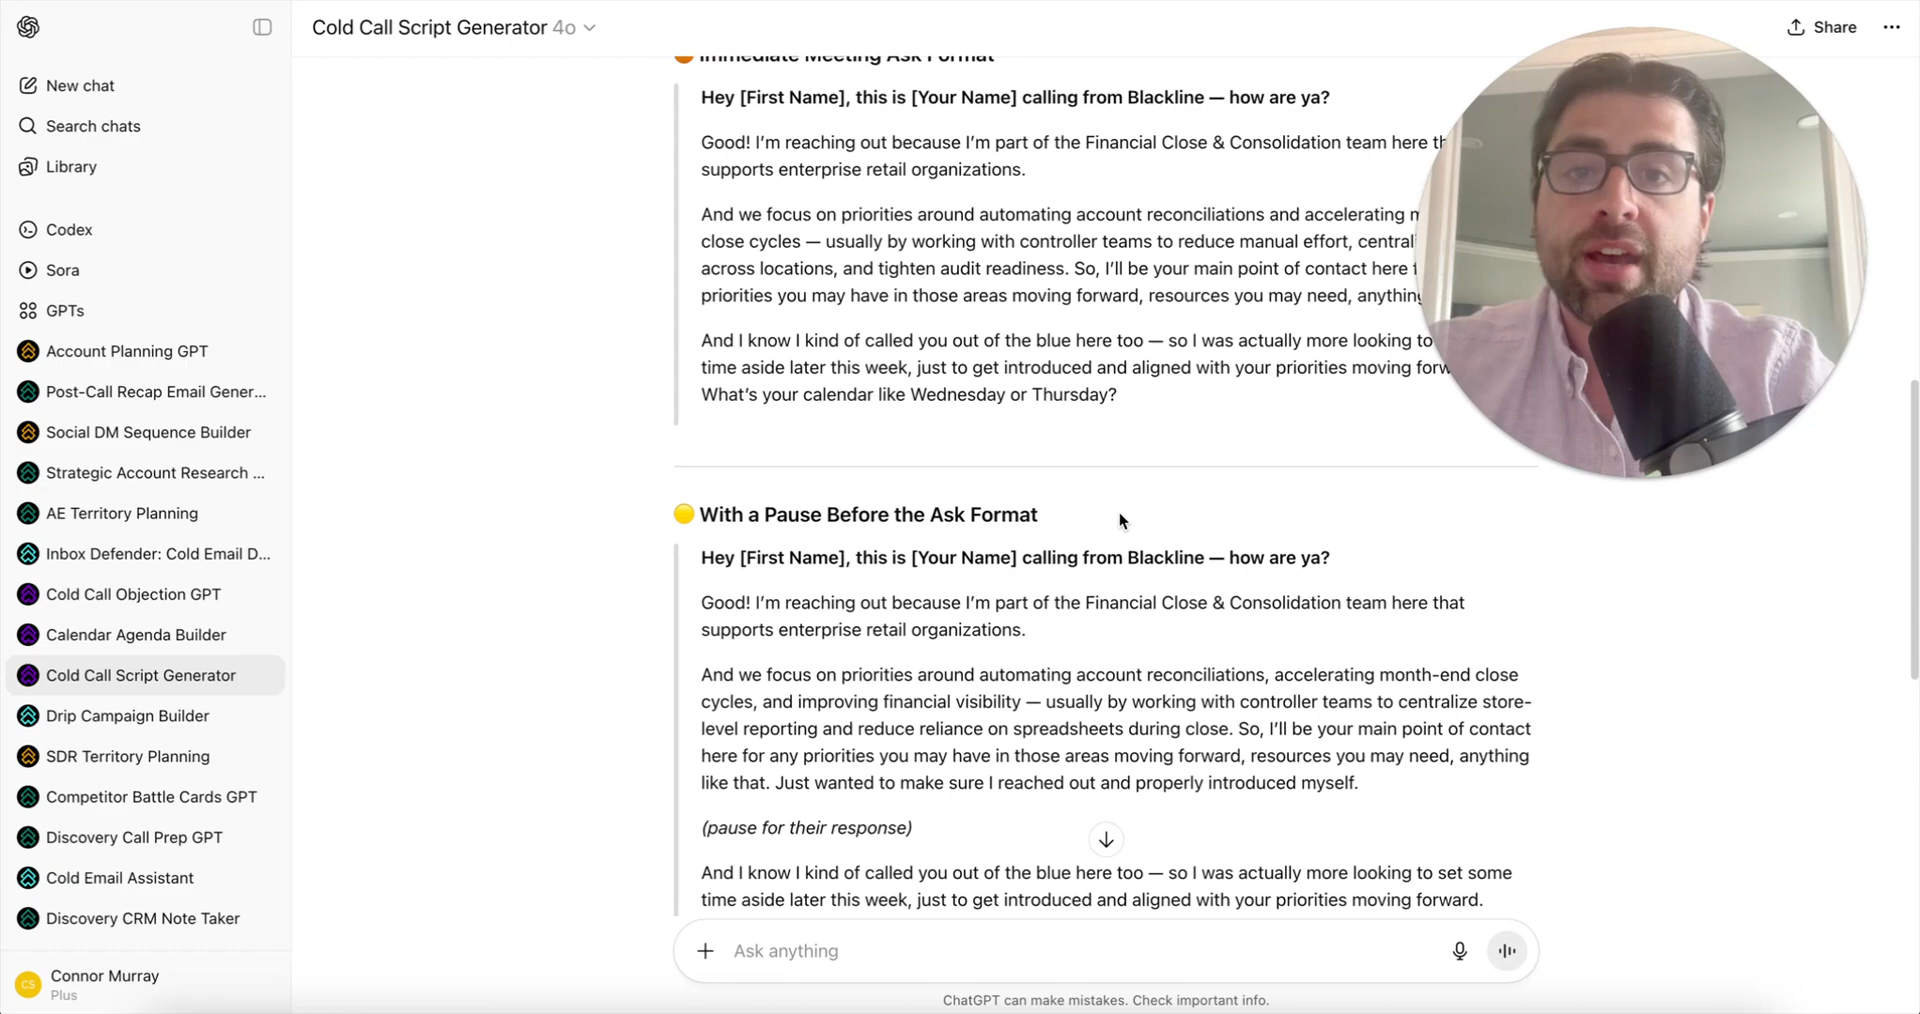 Cold Call Script Generator 4o
Share
New chat
Search chats
Library
Codex
Sora
GPTs
Account Planning GPT
Post-Call Recap Email Gener...
Social DM Sequence Builder
Strategic Account Research ...
AE Territory Planning
Inbox Defender: Cold Email D...
Cold Call Objection GPT
Calendar Agenda Builder
Cold Call Script Generator
Drip Campaign Builder
SDR Territory Planning
Competitor Battle Cards GPT
Discovery Call Prep GPT
Cold Email Assistant
Discovery CRM Note Taker
CS
Connor Murray
Plus
Immediate Meeting Ask Format
Hey [First Name], this is [Your Name] calling from Blackline — how are ya?
Good! I’m reaching out because I’m part of the Financial Close & Consolidation team here
supports enterprise retail organizations.
And we focus on priorities around automating account reconciliations and accelerating
close cycles — usually by working with controller teams to reduce manual effort,
across locations, and tighten audit readiness. So, I’ll be your main point of contact here
priorities you may have in those areas moving forward, resources you may need,
And I know I kind of called you out of the blue here too — so I was actually more looking to
time aside later this week, just to get introduced and aligned with your priorities moving
What’s your calendar like Wednesday or Thursday?
With a Pause Before the Ask Format
Hey [First Name], this is [Your Name] calling from Blackline — how are ya?
Good! I’m reaching out because I’m part of the Financial Close & Consolidation team here that
supports enterprise retail organizations.
And we focus on priorities around automating account reconciliations, accelerating month-end close
cycles, and improving financial visibility — usually by working with controller teams to centralize store-
level reporting and reduce reliance on spreadsheets during close. So, I’ll be your main point of contact
here for any priorities you may have in those areas moving forward, resources you may need, anything
like that. Just wanted to make sure I reached out and properly introduced myself.
(pause for their response)
And I know I kind of called you out of the blue here too — so I was actually more looking to set some
time aside later this week, just to get introduced and aligned with your priorities moving forward.
Ask anything
ChatGPT can make mistakes. Check important info.